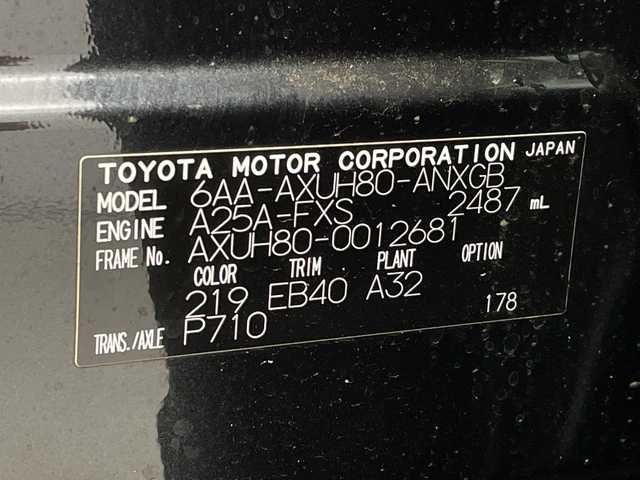 TOYOTA MOTOR CORPORATION JAPAN
MODEL 6AA-AXUH80-ANXGB
ENGINE A25A-FXS 2487 mL
FRAME No. AXUH80-0012681
COLOR TRIM PLANT OPTION
219 EB40 A32 178
TRANS./AXLE P710